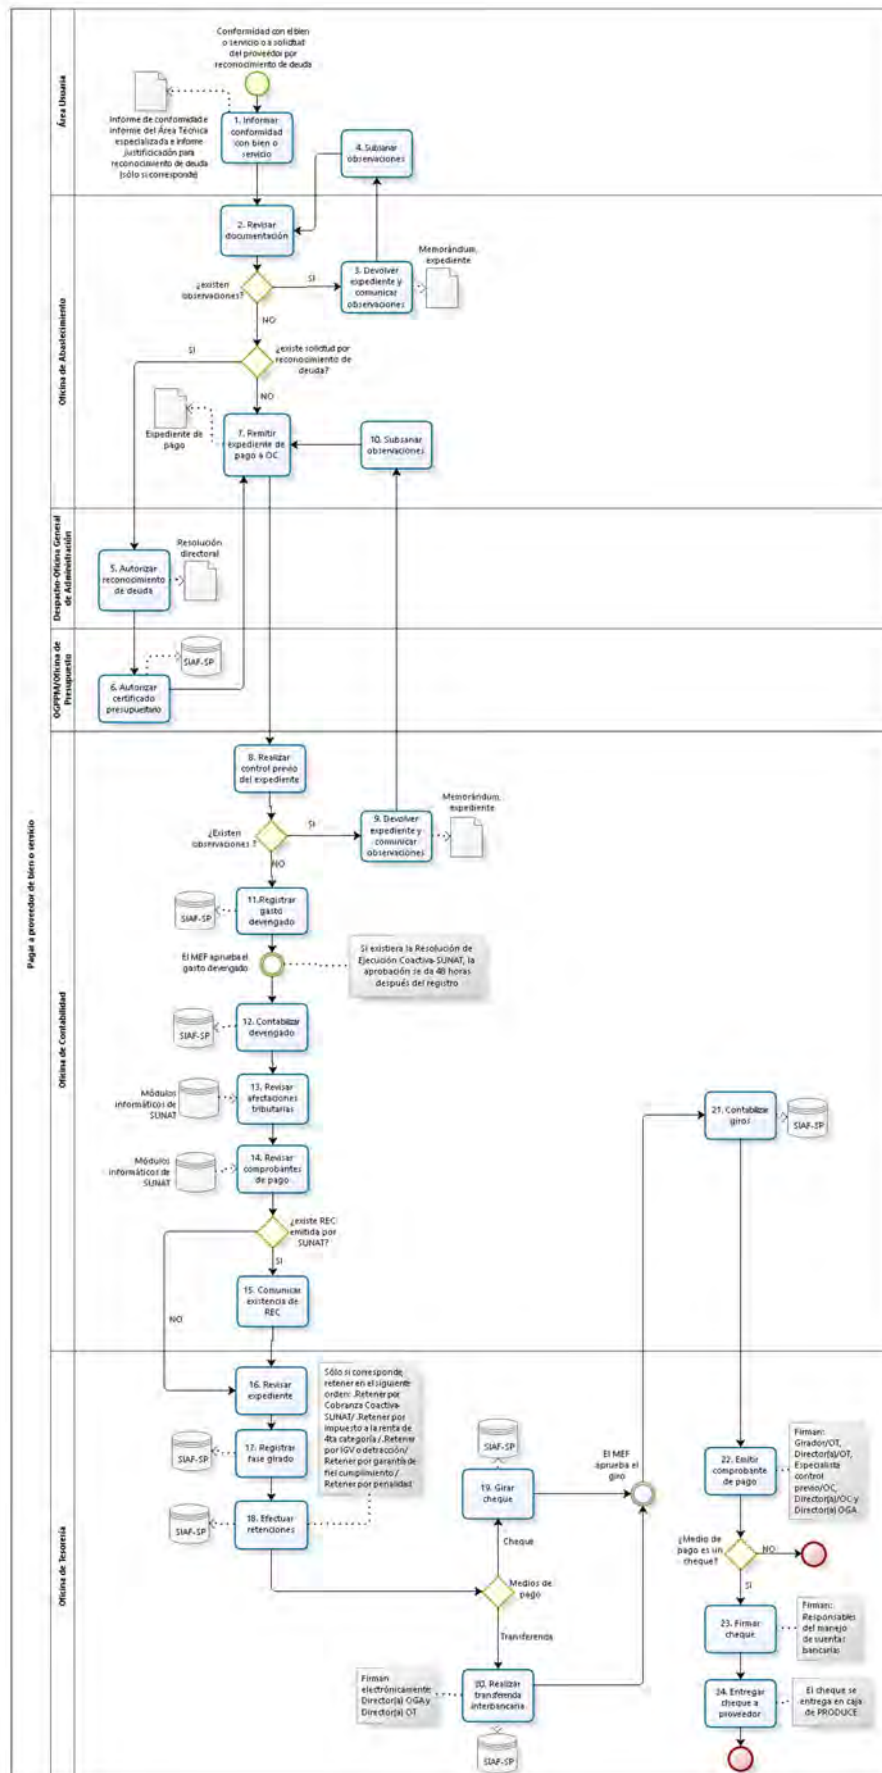 Pagar a proveedor de bien o servicio
Área Usuaria
Conformidad con el bien
o servicio o a solicitud
del proveedor por
reconocimiento de deuda
Informe de conformidad e
informe del Área Técnica
especializada e informe
justificicación para
reconocimiento de deuda
(sólo si corresponde)
1. Informar
conformidad
con bien o
servicio
4. Subsanar
observaciones
Oficina de Abastecimiento
2. Revisar
documentación
¿existen
observaciones?
SI
3. Devolver
expediente y
comunicar
observaciones
Memorándum,
expediente
NO
¿existe solicitud por
reconocimiento de
deuda?
SI
NO
Expediente de
pago
7. Remitir
expediente de
pago a OC
10. Subsanar
observaciones
Despacho-Oficina General
de Administración
5. Autorizar
reconocimiento
de deuda
Resolución
directoral
OGPPM/Oficina de
Presupuesto
SIAF-SP
6. Autorizar
certificado
presupuestario
Oficina de Contabilidad
8. Realizar
control previo
del expediente
¿Existen
observaciones ?
SI
9. Devolver
expediente y
comunicar
observaciones
Memorándum,
expediente
NO
SIAF-SP
11.Registrar
gasto
devengado
El MEF aprueba el
gasto devengado
Si existiera la Resolución de
Ejecución Coactiva-SUNAT, la
aprobación se da 48 horas
después del registro
SIAF-SP
12. Contabilizar
devengado
Módulos
informáticos de
SUNAT
13. Revisar
afectaciones
tributarias
21. Contabilizar
giros
SIAF-SP
Módulos
informáticos de
SUNAT
14. Revisar
comprobantes
de pago
¿existe REC
emitida por
SUNAT?
SI
15. Comunicar
existencia de
REC
NO
Oficina de Tesorería
16. Revisar
expediente
Sólo si corresponde
retener en el siguiente
orden: .Retener por
Cobranza Coactiva-
SUNAT/ .Retener por
impuesto a la renta de
4ta categoría / .Retener
por IGV o detracción/
Retener por garantía de
fiel cumplimiento /
Retener por penalidad
SIAF-SP
17. Registrar
fase girado
SIAF-SP
18. Efectuar
retenciones
SIAF-SP
19. Girar
cheque
El MEF
aprueba el
giro
Cheque
Medios de
pago
Transferencia
Firman
electrónicamente:
Director(a) OGA y
Director(a) OT
20. Realizar
transferencia
interbancaria
SIAF-SP
22. Emitir
comprobante
de pago
Firman:
Girador/OT,
Director(a)/OT,
Especialista
control
previo/OC,
Director(a)/OC y
Director(a) OGA
¿Medio de
pago es un
cheque?
NO
SI
23. Firmar
cheque
Firman:
Responsables
del manejo
de cuentas
bancarias
24. Entregar
cheque a
proveedor
El cheque se
entrega en caja
de PRODUCE